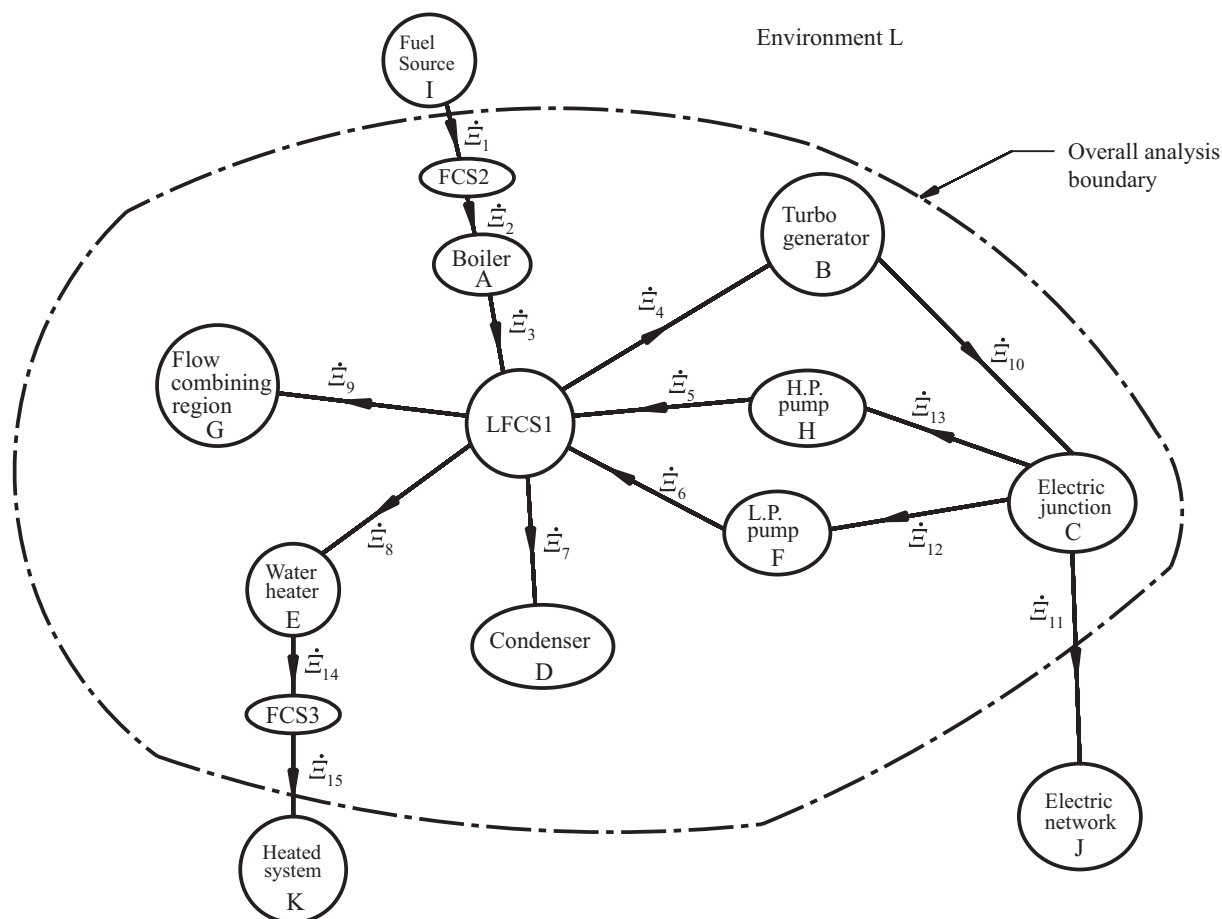 Fuel
Source
I
Environment L
Ξ̇1
FCS2
Overall analysis
boundary
Ξ̇2
Turbo
generator
B
Boiler
A
Ξ̇3
Ξ̇4
Flow
combining
region
G
Ξ̇9
Ξ̇10
Ξ̇5
H.P.
pump
H
Ξ̇13
LFCS1
Ξ̇6
Electric
junction
C
L.P.
pump
F
Ξ̇12
Ξ̇8
Ξ̇7
Water
heater
E
Ξ̇11
Condenser
D
Ξ̇14
FCS3
Ξ̇15
Electric
network
J
Heated
system
K